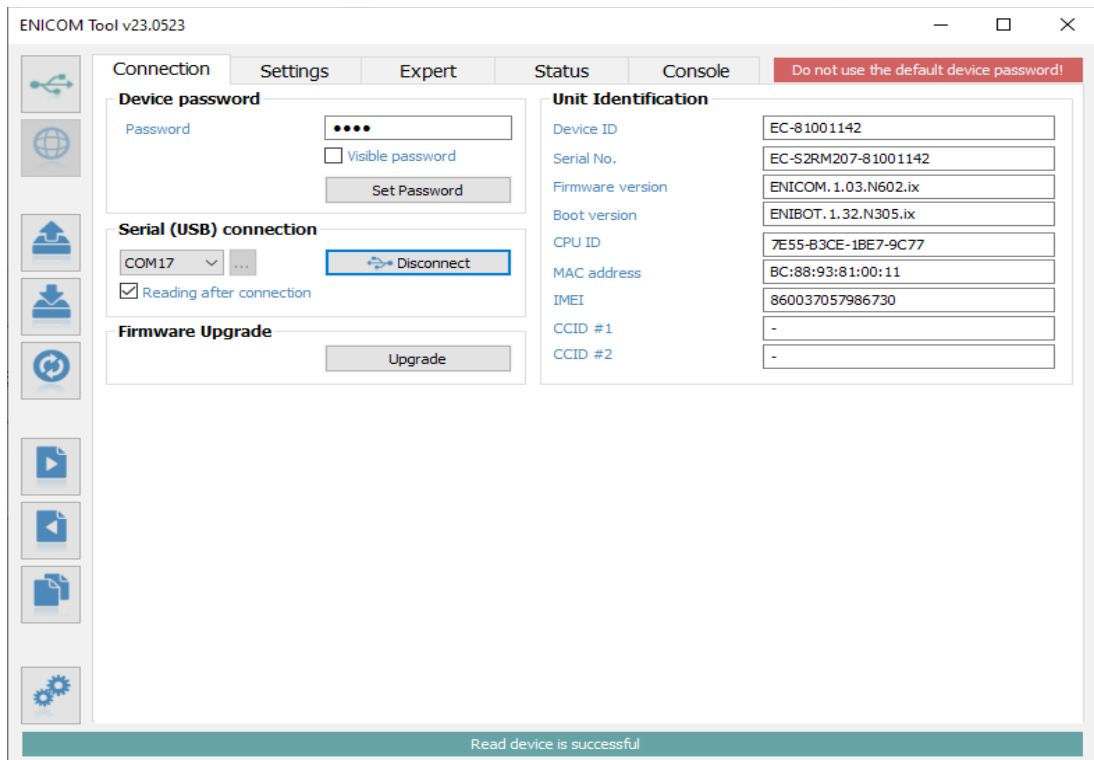 ENICOM Tool v23.0523
Connection Settings Expert Status Console Do not use the default device password!
Device password
Password ●●●●
Visible password
Set Password
Serial (USB) connection
COM17 ... Disconnect
Reading after connection
Firmware Upgrade
Upgrade
Unit Identification
Device ID EC-81001142
Serial No. EC-S2RM207-81001142
Firmware version ENICOM.1.03.N602.ix
Boot version ENIBOT.1.32.N305.ix
CPU ID 7E55-B3CE-1BE7-9C77
MAC address BC:88:93:81:00:11
IMEI 860037057986730
CCID #1 -
CCID #2 -
Read device is successful